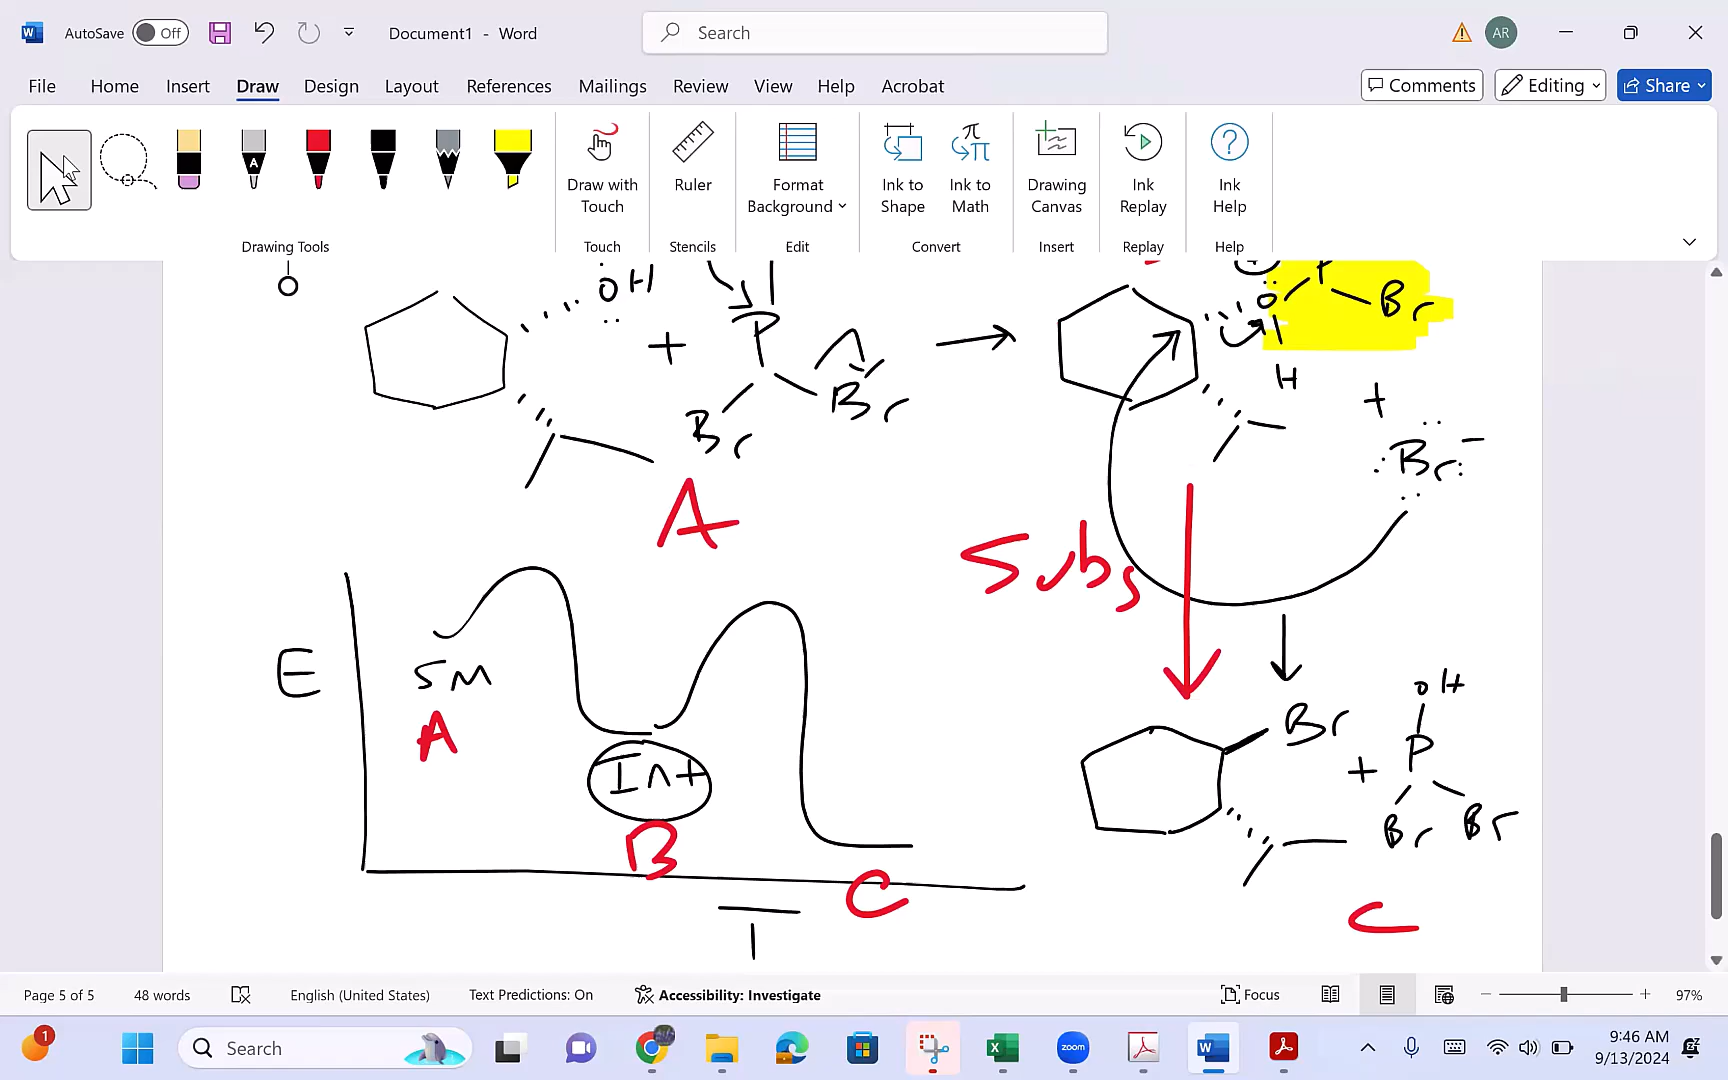 AutoSave Off Document1 - Word Search AR
File Home Insert Draw Design Layout References Mailings Review View Help Acrobat Comments Editing Share
A
Draw with Touch
Ruler
Format Background
Ink to Shape
Ink to Math
Drawing Canvas
Ink Replay
Ink Help
Drawing Tools Touch Stencils Edit Convert Insert Replay Help
O
OH
+
P
Br
Br
A
O
P
Br
H
+
Br
Subs
E
SM
A
Int
B
C
T
Br
+
OH
P
Br
Br
C
Page 5 of 5 48 words English (United States) Text Predictions: On Accessibility: Investigate Focus 97%
1
Search
zoom
9:46 AM
9/13/2024